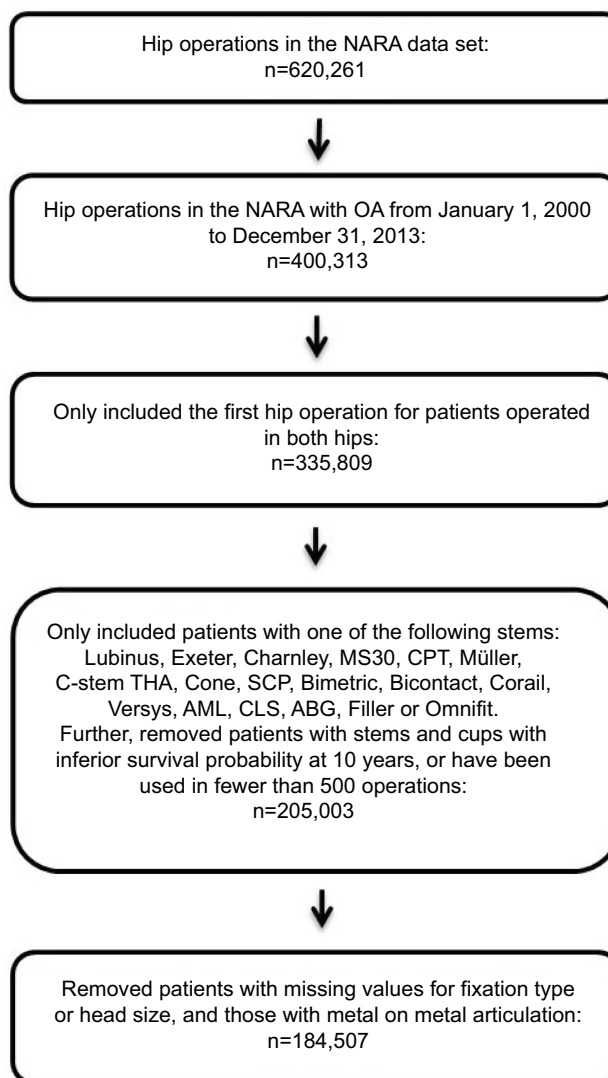 Hip operations in the NARA data set:
n=620,261
Hip operations in the NARA with OA from January 1, 2000
to December 31, 2013:
n=400,313
Only included the first hip operation for patients operated
in both hips:
n=335,809
Only included patients with one of the following stems:
Lubinus, Exeter, Charnley, MS30, CPT, Müller,
C-stem THA, Cone, SCP, Bimetric, Bicontact, Corail,
Versys, AML, CLS, ABG, Filler or Omnifit.
Further, removed patients with stems and cups with
inferior survival probability at 10 years, or have been
used in fewer than 500 operations:
n=205,003
Removed patients with missing values for fixation type
or head size, and those with metal on metal articulation:
n=184,507